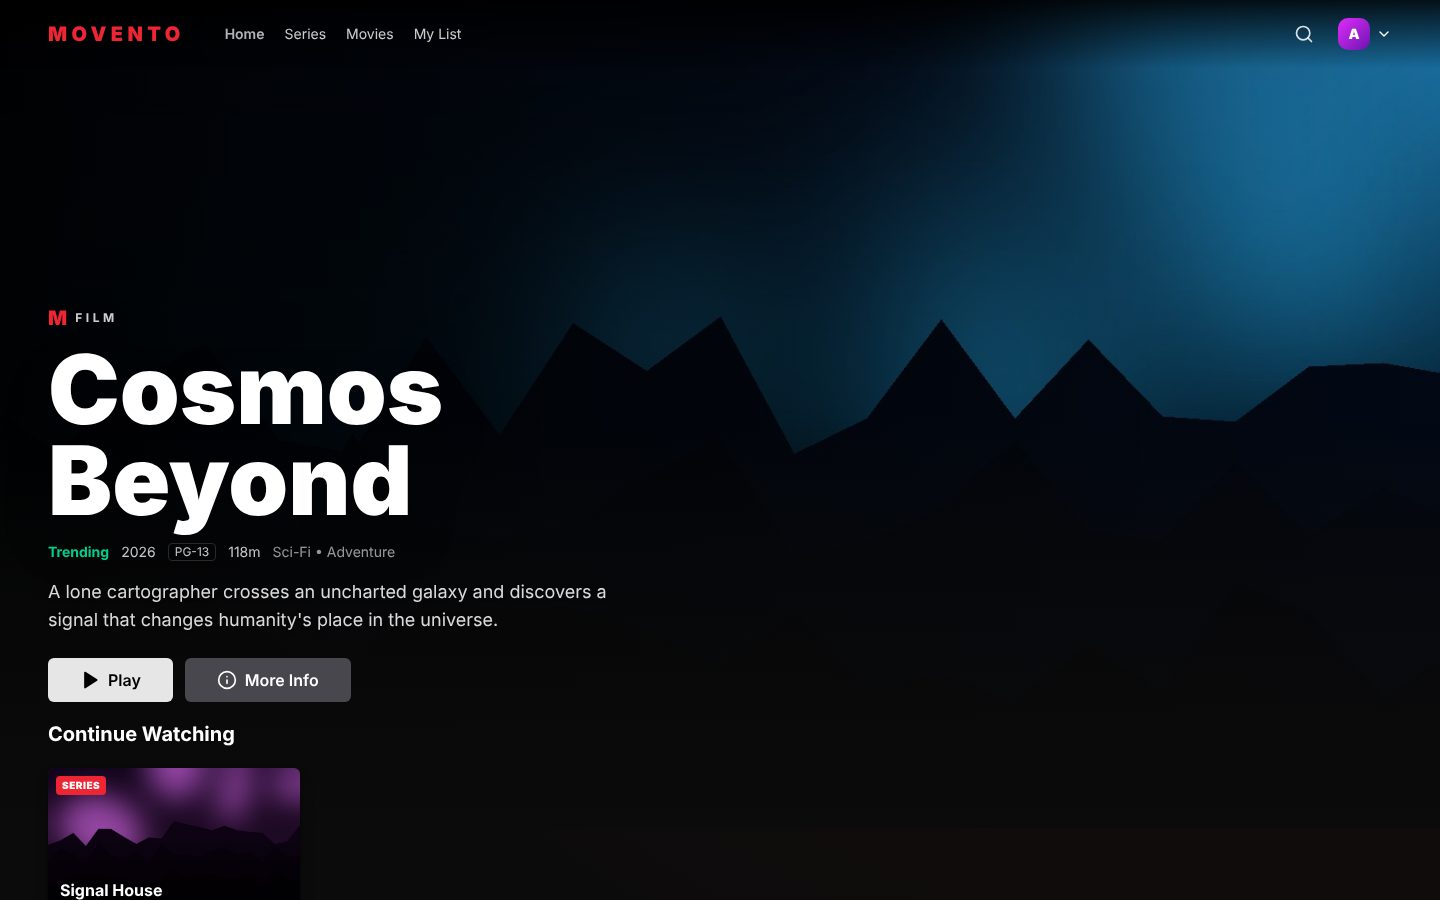 MOVENTO Home Series Movies My List A
M FILM
Cosmos
Beyond
Trending 2026 PG-13 118m Sci-Fi • Adventure
A lone cartographer crosses an uncharted galaxy and discovers a
signal that changes humanity's place in the universe.
Play More Info
Continue Watching
SERIES
Signal House